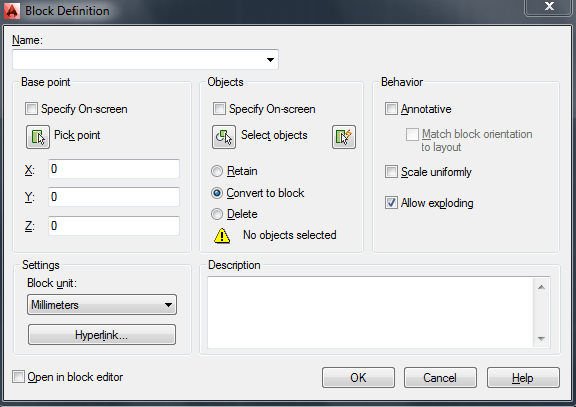 Block Definition
Name:
Base point
Specify On-screen
Pick point
X: 0
Y: 0
Z: 0
Objects
Specify On-screen
Select objects
Retain
Convert to block
Delete
No objects selected
Behavior
Annotative
Match block orientation
to layout
Scale uniformly
Allow exploding
Settings
Block unit:
Millimeters
Hyperlink...
Description
Open in block editor
OK
Cancel
Help